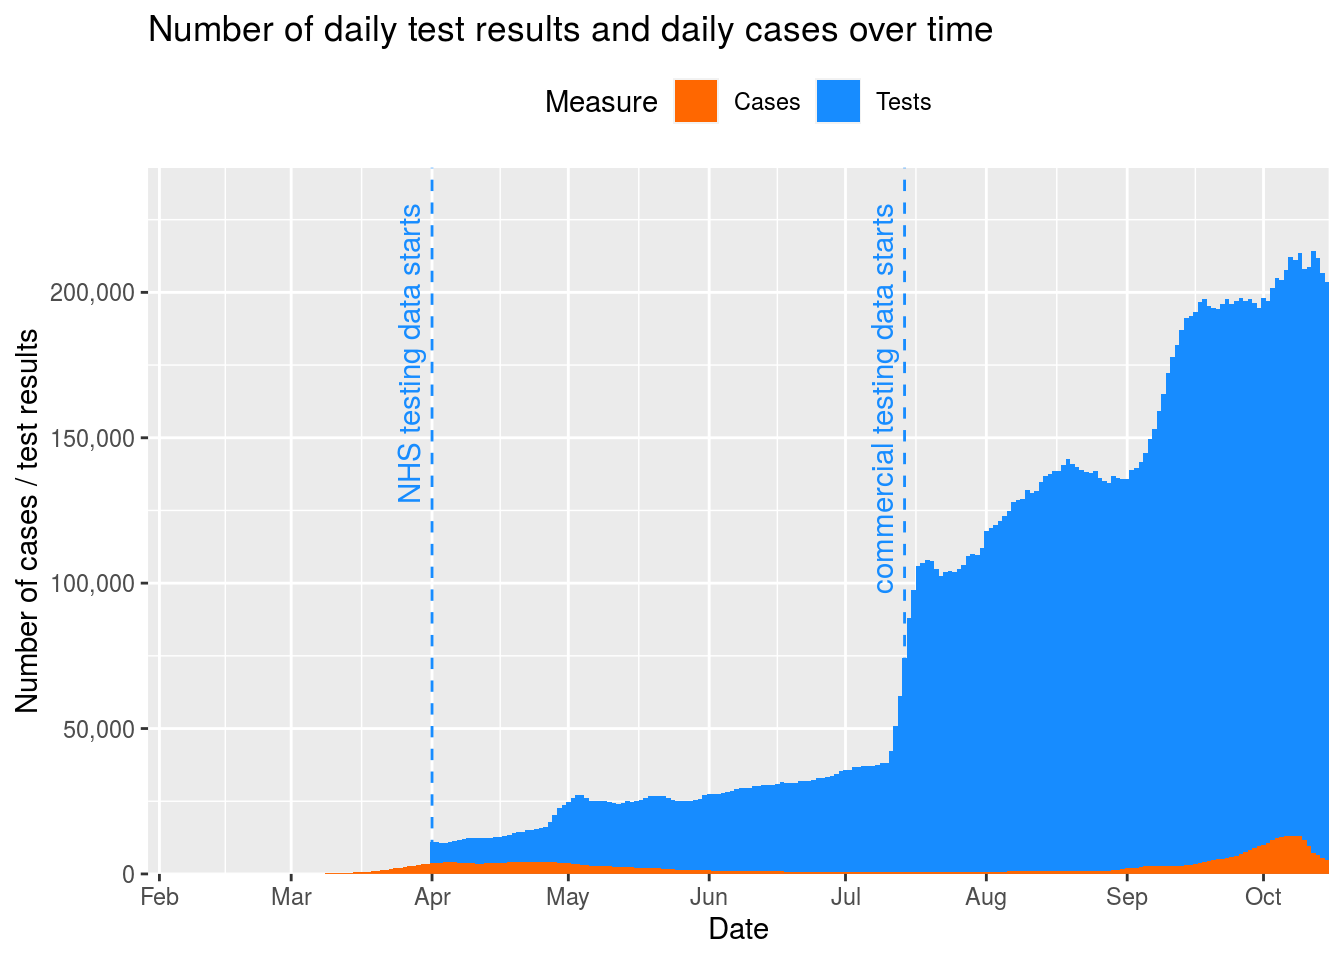 Number of daily test results and daily cases over time
Measure
Cases
Tests
Number of cases / test results
200,000
150,000
100,000
50,000
0
NHS testing data starts
commercial testing data starts
Feb
Mar
Apr
May
Jun
Jul
Aug
Sep
Oct
Date